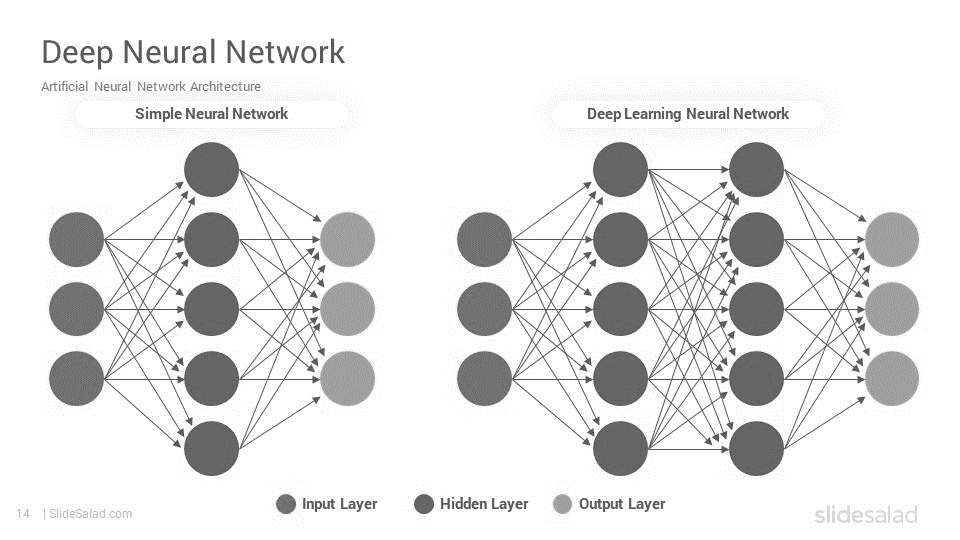 Deep Neural Network
Artificial Neural Network Architecture
Simple Neural Network
Deep Learning Neural Network
Input Layer
Hidden Layer
Output Layer
14 | SlideSalad.com
slidesalad